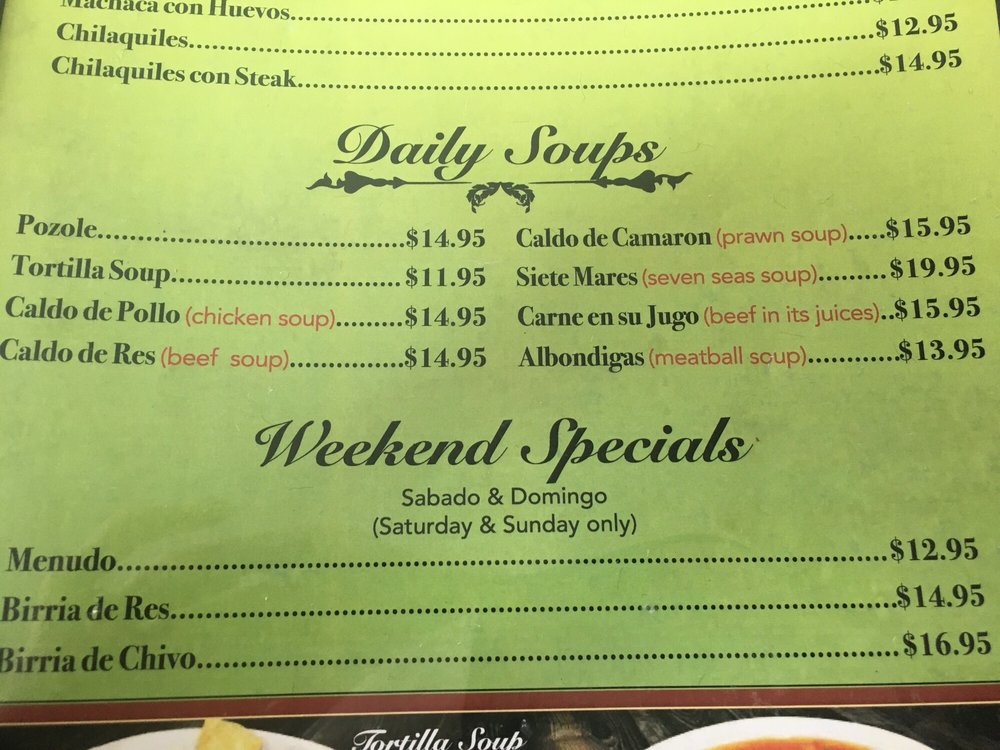 Machaca con Huevos
Chilaquiles $12.95
Chilaquiles con Steak $14.95
Daily Soups
Pozole $14.95
Tortilla Soup $11.95
Caldo de Pollo (chicken soup) $14.95
Caldo de Res (beef soup) $14.95
Caldo de Camaron (prawn soup) $15.95
Siete Mares (seven seas soup) $19.95
Carne en su Jugo (beef in its juices) $15.95
Albondigas (meatball soup) $13.95
Weekend Specials
Sabado & Domingo
(Saturday & Sunday only)
Menudo $12.95
Birria de Res $14.95
Birria de Chivo $16.95
Tortilla Soup